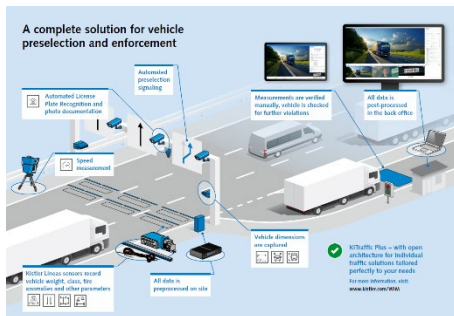 A complete solution for vehicle
preselection and enforcement
Automated
preselection
signaling
Automated License
Plate Recognition and
photo documentation
Measurements are verified
manually, vehicle is checked
for further violations
All data is
post-processed
in the back office
Speed
measurement
Vehicle dimensions
are captured
Kistler Lineas sensors record
vehicle weight, class, tire
anomalies and other parameters
All data is
preprocessed on site
KiTraffic Plus – with open
architecture for individual
traffic solutions tailored
perfectly to your needs
For more information, visit:
www.kistler.com/WIM